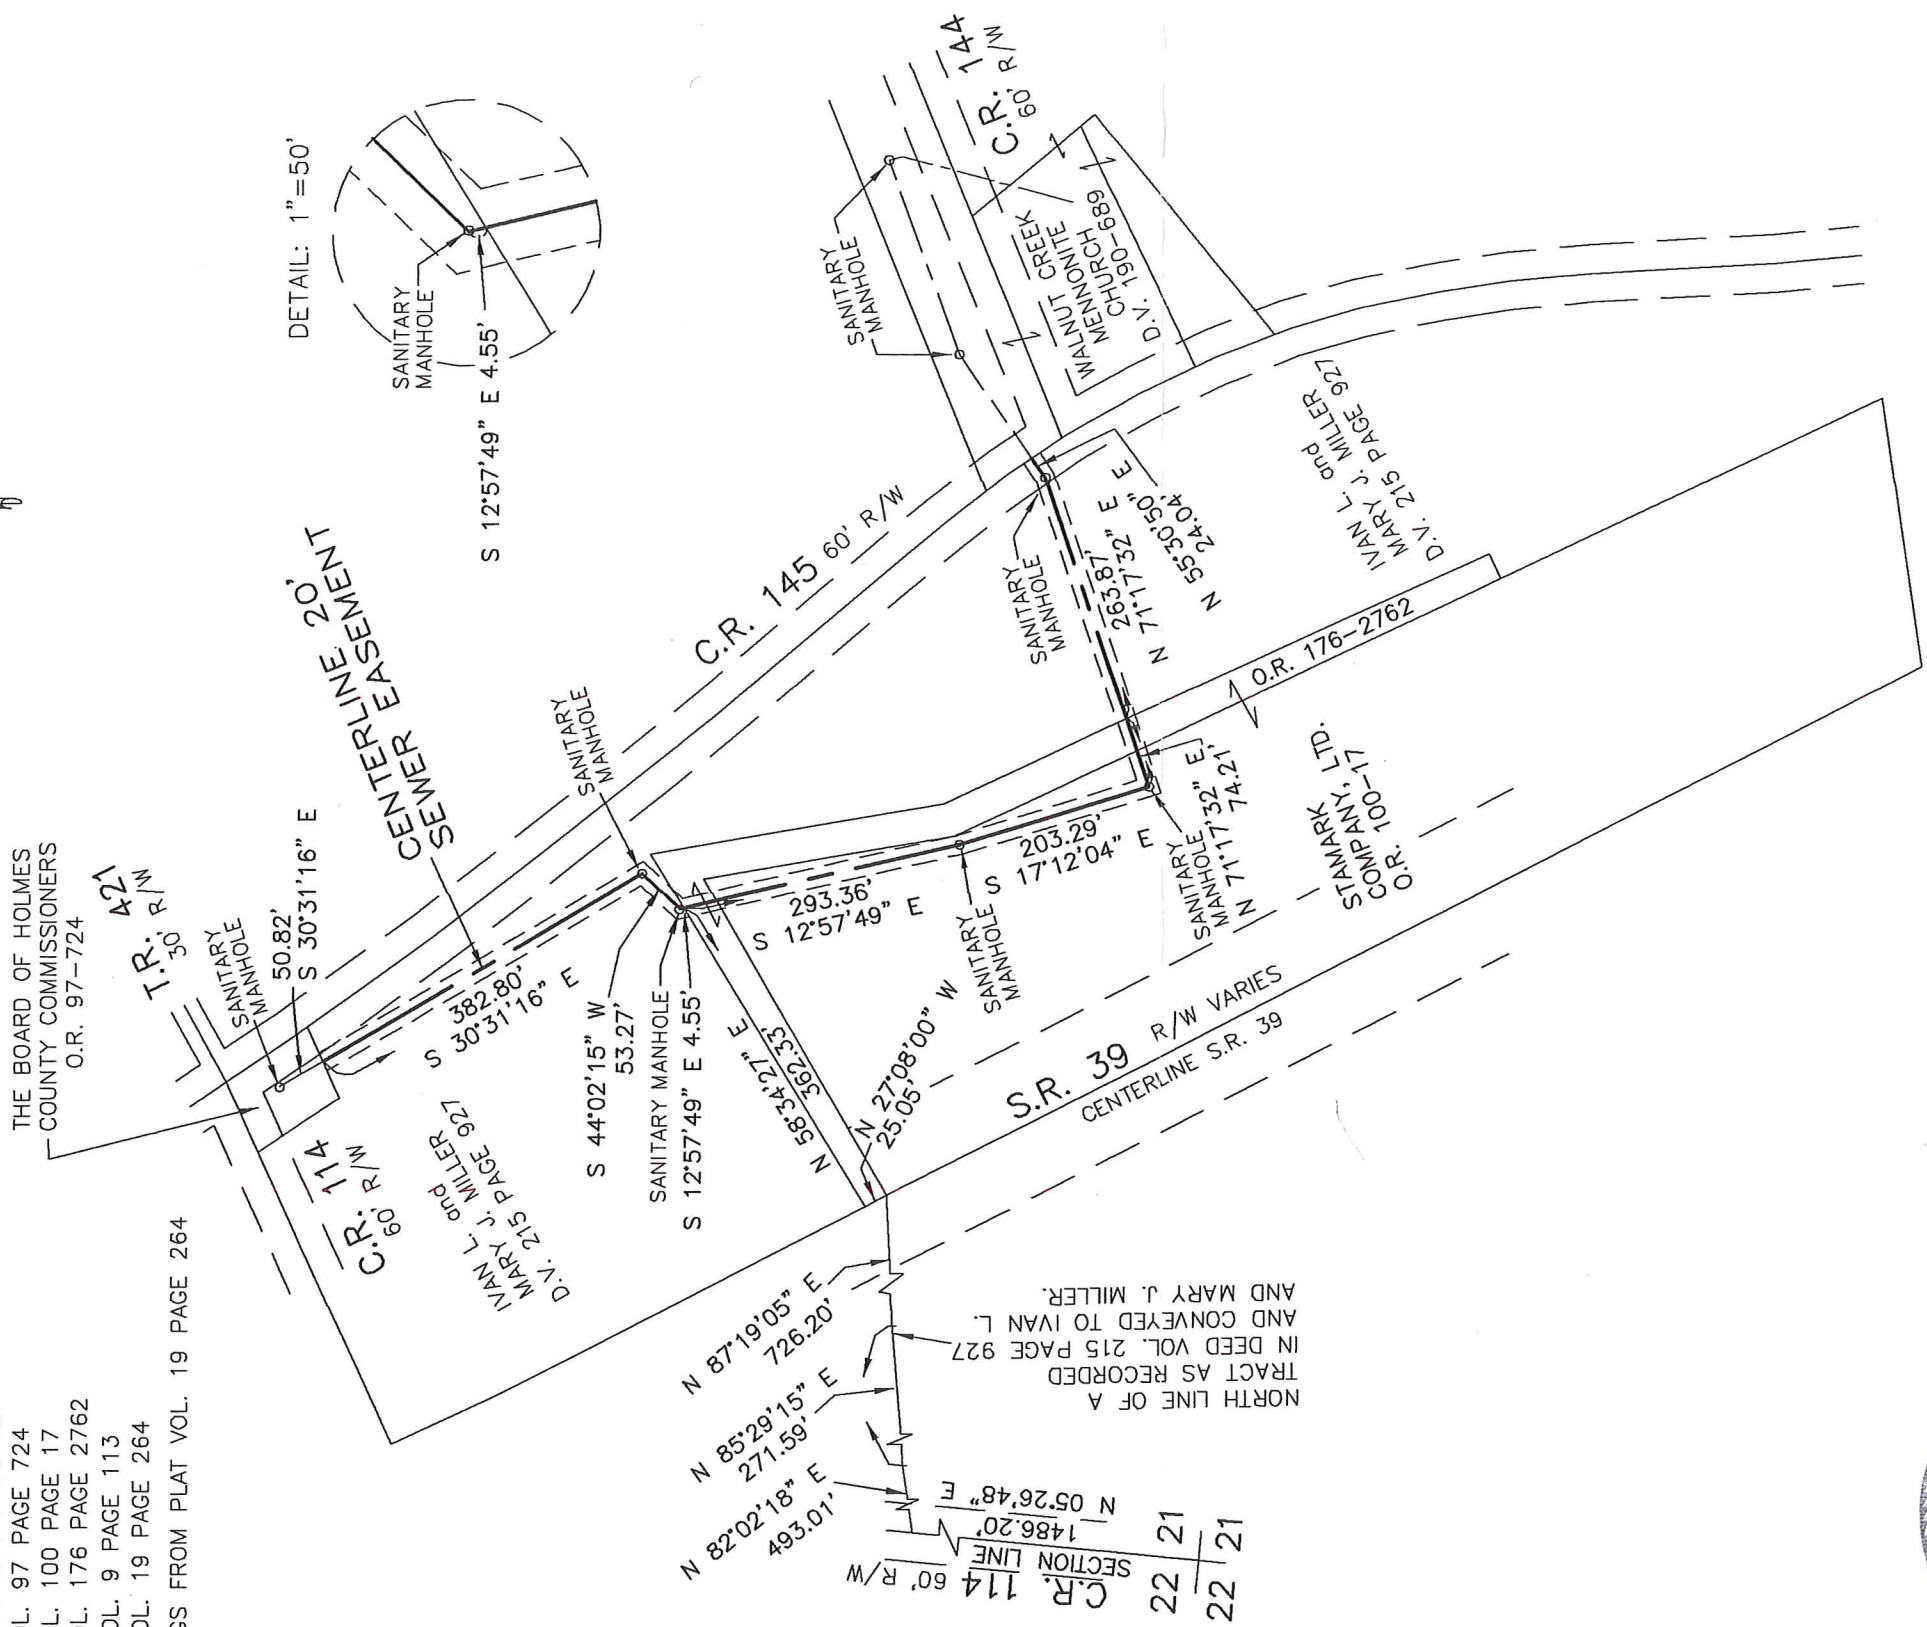 THE BOARD OF HOLMES
COUNTY COMMISSIONERS
O.R. 97-724
T.R. 421
30' R/W
SANITARY
MANHOLE
50.82'
S 30°31'16" E
CENTERLINE 20'
SEWER EASEMENT
DETAIL: 1"=50'
SANITARY
MANHOLE
S 12°57'49" E 4.55'
382.80'
S 30°31'16" E
C.R. 114
60' R/W
IVAN L. and
MARY J. MILLER
D.V. 215 PAGE 927
SANITARY
MANHOLE
S 44°02'15" W
53.27'
SANITARY MANHOLE
S 12°57'49" E 4.55'
C.R. 145 60' R/W
SANITARY
MANHOLE
C.R. 144
60' R/W
WALNUT CREEK
MENNONITE
CHURCH
D.V. 190-689
SANITARY
MANHOLE
263.87'
N 71°17'32" E
N 55°30'50" E
24.04'
IVAN L. and
MARY J. MILLER
D.V. 215 PAGE 927
O.R. 176-2762
293.36'
S 12°57'49" E
SANITARY
MANHOLE
203.29'
S 17°12'04" E
SANITARY
MANHOLE
N 71°17'32" E
74.21'
STAMARK
COMPANY, LTD.
O.R. 100-17
N 58°34'27" E
362.33'
N 27°08'00" W
25.05'
S.R. 39 R/W VARIES
CENTERLINE S.R. 39
N 87°19'05" E
726.20'
N 85°29'15" E
271.59'
N 82°02'18" E
493.01'
NORTH LINE OF A
TRACT AS RECORDED
IN DEED VOL. 215 PAGE 927
AND CONVEYED TO IVAN L.
AND MARY J. MILLER.
N 05°26'48" E
1486.20'
SECTION LINE
C.R. 114 60' R/W
22 21
22 21
L. 97 PAGE 724
L. 100 PAGE 17
L. 176 PAGE 2762
OL. 9 PAGE 113
OL. 19 PAGE 264
GS FROM PLAT VOL. 19 PAGE 264